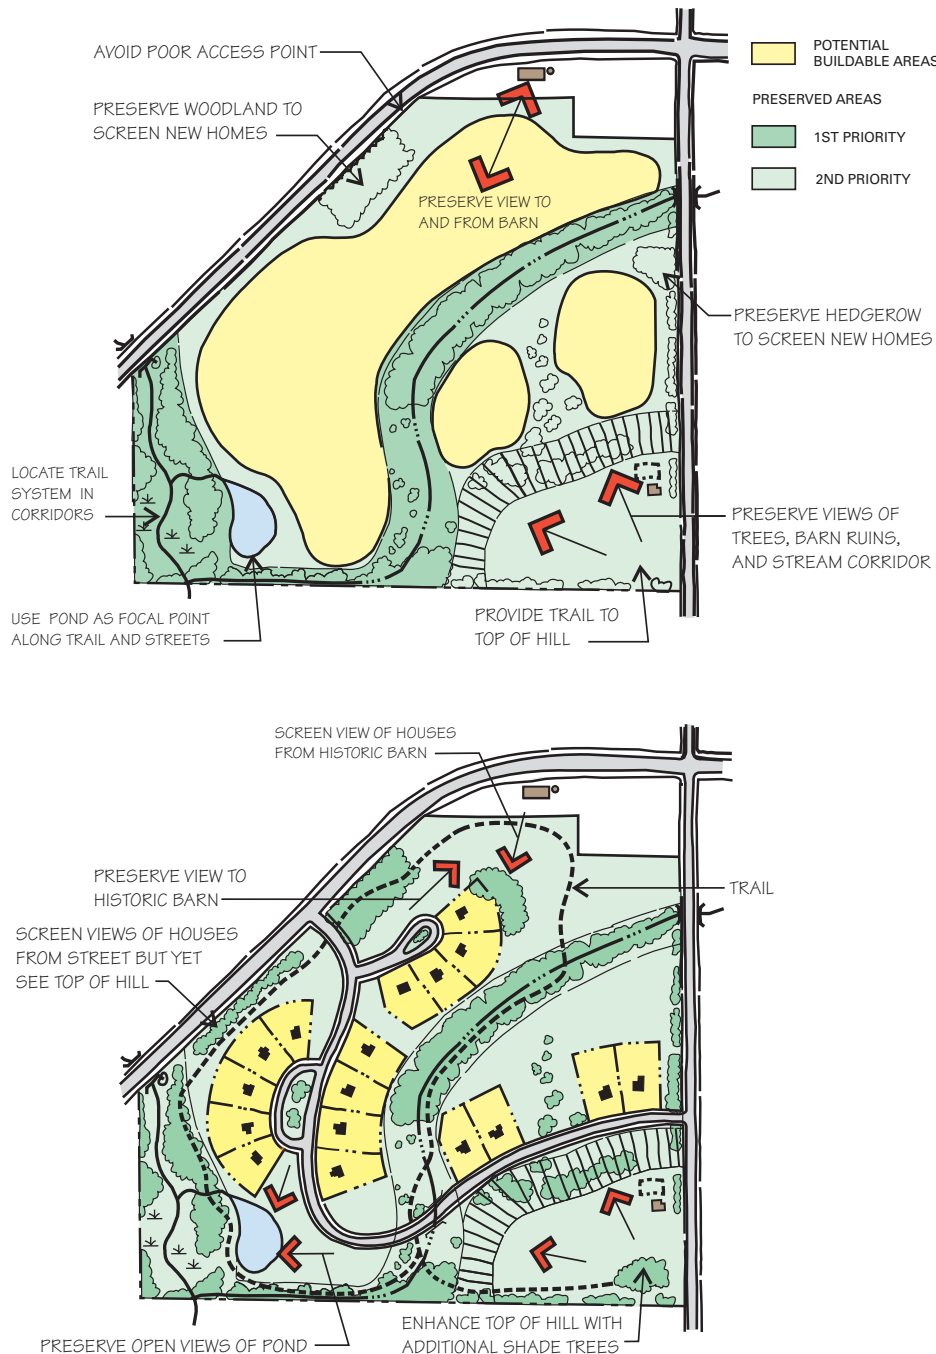 AVOID POOR ACCESS POINT
POTENTIAL
BUILDABLE AREAS
PRESERVED AREAS
1ST PRIORITY
2ND PRIORITY
PRESERVE WOODLAND TO
SCREEN NEW HOMES
PRESERVE VIEW TO
AND FROM BARN
PRESERVE HEDGEROW
TO SCREEN NEW HOMES
LOCATE TRAIL
SYSTEM IN
CORRIDORS
PRESERVE VIEWS OF
TREES, BARN RUINS,
AND STREAM CORRIDOR
USE POND AS FOCAL POINT
ALONG TRAIL AND STREETS
PROVIDE TRAIL TO
TOP OF HILL
SCREEN VIEW OF HOUSES
FROM HISTORIC BARN
PRESERVE VIEW TO
HISTORIC BARN
TRAIL
SCREEN VIEWS OF HOUSES
FROM STREET BUT YET
SEE TOP OF HILL
PRESERVE OPEN VIEWS OF POND
ENHANCE TOP OF HILL WITH
ADDITIONAL SHADE TREES